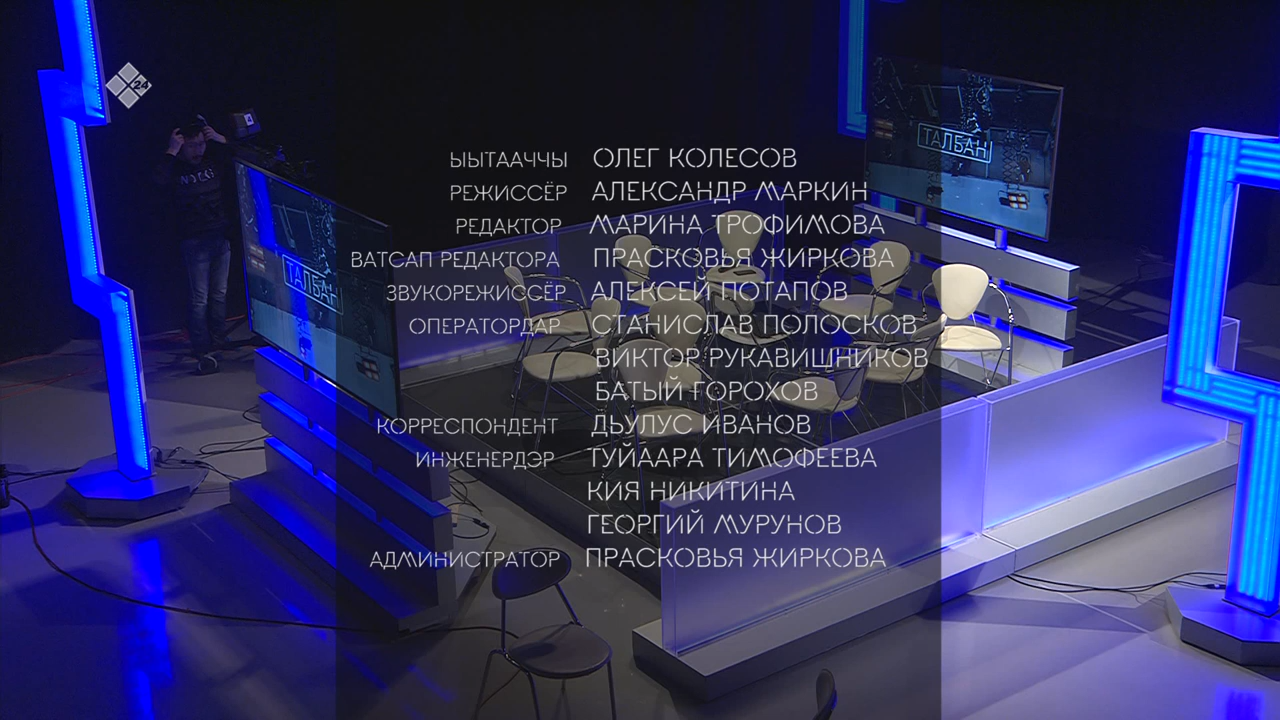 X24
4
ТАЛБАН
ТАЛБАН
ЫЫТААЧЧЫ ОЛЕГ КОЛЕСОВ
РЕЖИССЁР АЛЕКСАНДР МАРКИН
РЕДАКТОР МАРИНА ТРОФИМОВА
ВАТСАП РЕДАКТОРА ПРАСКОВЬЯ ЖИРКОВА
ЗВУКОРЕЖИССЁР АЛЕКСЕЙ ПОТАПОВ
ОПЕРАТОРДАР СТАНИСЛАВ ПОЛОСКОВ
ВИКТОР РУКАВИШНИКОВ
БАТЫЙ ГОРОХОВ
КОРРЕСПОНДЕНТ ДЬУЛУС ИВАНОВ
ИНЖЕНЕРДЭР ТУЙААРА ТИМОФЕЕВА
КИЯ НИКИТИНА
ГЕОРГИЙ МУРУНОВ
АДМИНИСТРАТОР ПРАСКОВЬЯ ЖИРКОВА